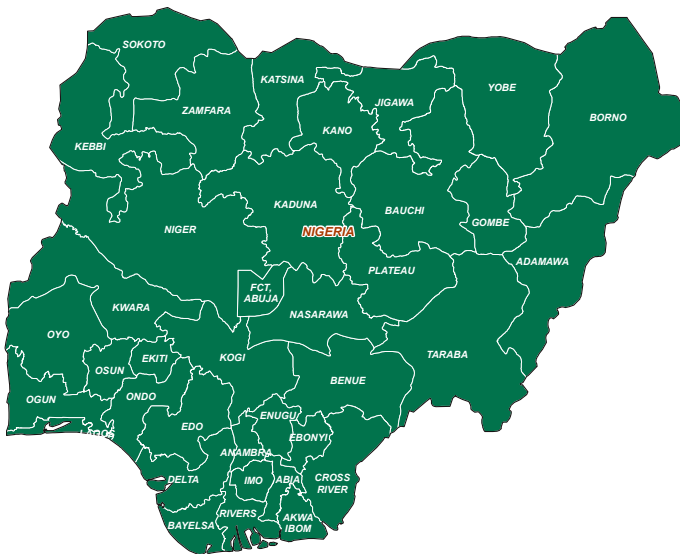 SOKOTO
KATSINA
YOBE
JIGAWA
ZAMFARA
BORNO
KANO
KEBBI
KADUNA
BAUCHI
GOMBE
NIGER
NIGERIA
ADAMAWA
PLATEAU
FCT,
ABUJA
KWARA
NASARAWA
OYO
TARABA
KOGI
EKITI
OSUN
BENUE
ONDO
OGUN
ENUGU
EDO
LAGOS
EBONYI
ANAMBRA
DELTA
IMO
ABIA
CROSS
RIVER
RIVERS
AKWA
IBOM
BAYELSA